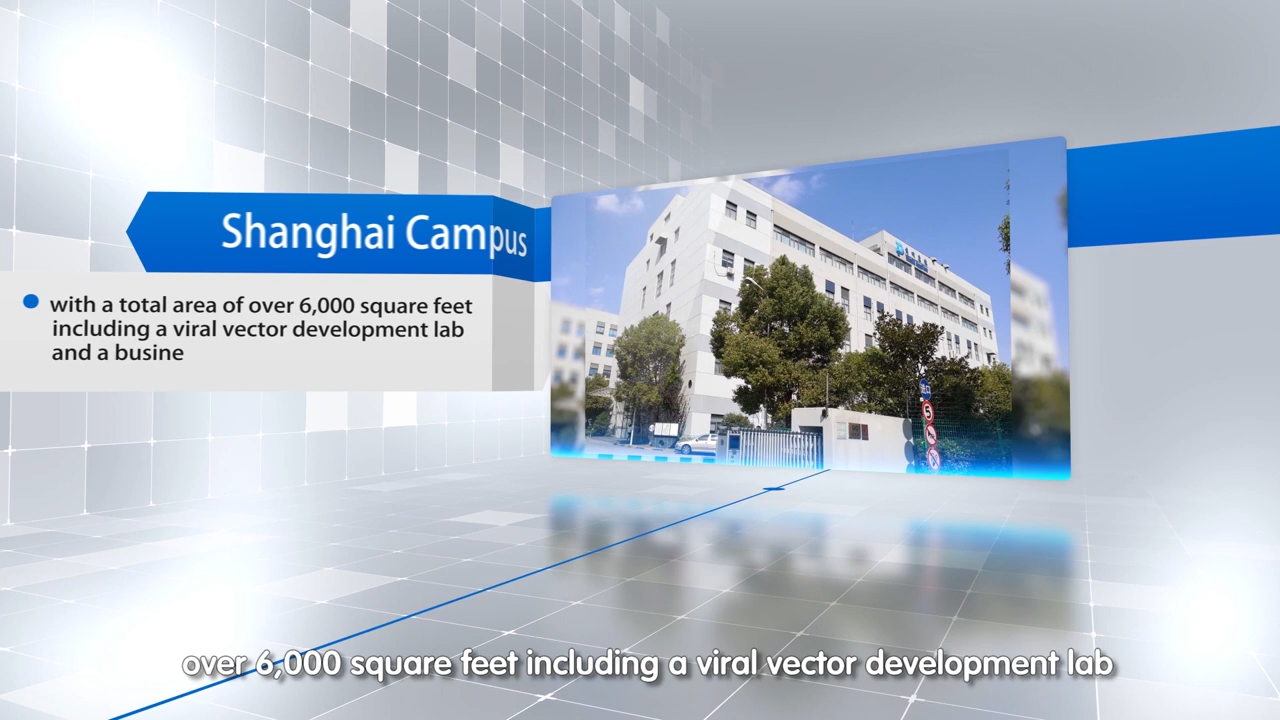 Shanghai Campus
with a total area of over 6,000 square feet
including a viral vector development lab
and a busine
5
over 6,000 square feet including a viral vector development lab